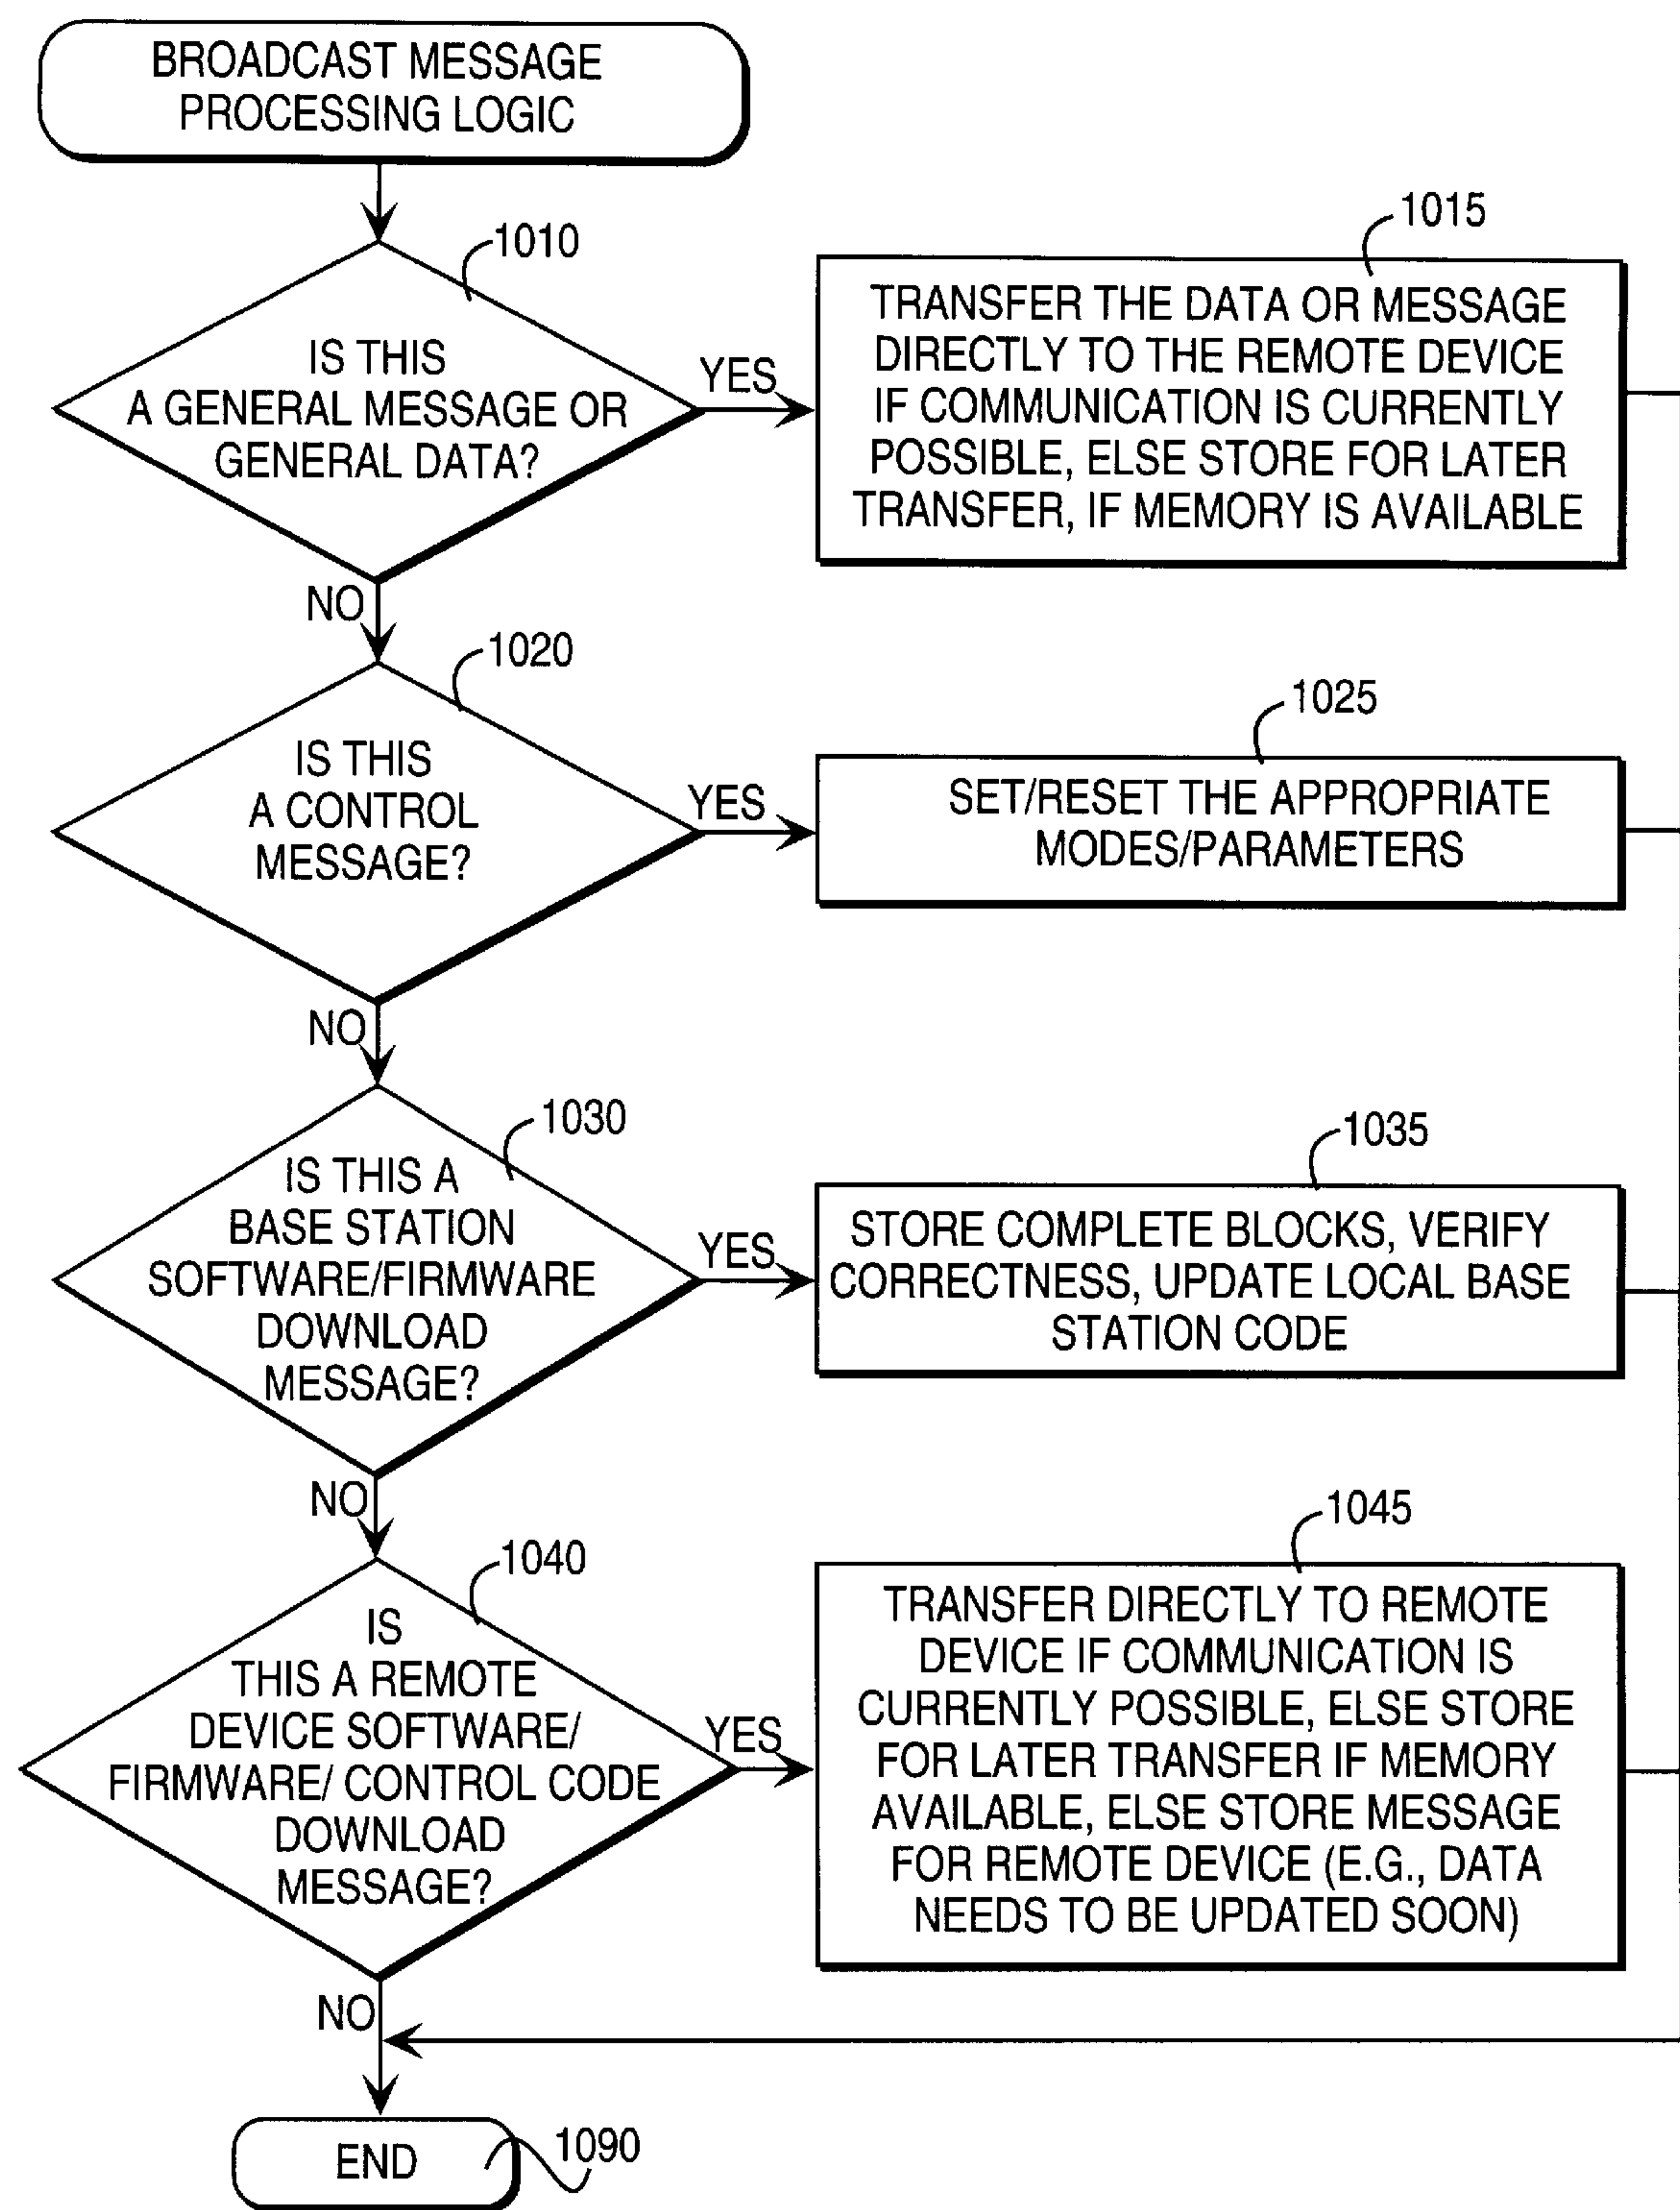 BROADCAST MESSAGE
PROCESSING LOGIC
1010
IS THIS
A GENERAL MESSAGE OR
GENERAL DATA?
YES
NO
1015
TRANSFER THE DATA OR MESSAGE
DIRECTLY TO THE REMOTE DEVICE
IF COMMUNICATION IS CURRENTLY
POSSIBLE, ELSE STORE FOR LATER
TRANSFER, IF MEMORY IS AVAILABLE
1020
IS THIS
A CONTROL
MESSAGE?
YES
NO
1025
SET/RESET THE APPROPRIATE
MODES/PARAMETERS
1030
IS THIS A
BASE STATION
SOFTWARE/FIRMWARE
DOWNLOAD
MESSAGE?
YES
NO
1035
STORE COMPLETE BLOCKS, VERIFY
CORRECTNESS, UPDATE LOCAL BASE
STATION CODE
1040
IS
THIS A REMOTE
DEVICE SOFTWARE/
FIRMWARE/ CONTROL CODE
DOWNLOAD
MESSAGE?
YES
NO
1045
TRANSFER DIRECTLY TO REMOTE
DEVICE IF COMMUNICATION IS
CURRENTLY POSSIBLE, ELSE STORE
FOR LATER TRANSFER IF MEMORY
AVAILABLE, ELSE STORE MESSAGE
FOR REMOTE DEVICE (E.G., DATA
NEEDS TO BE UPDATED SOON)
END
1090